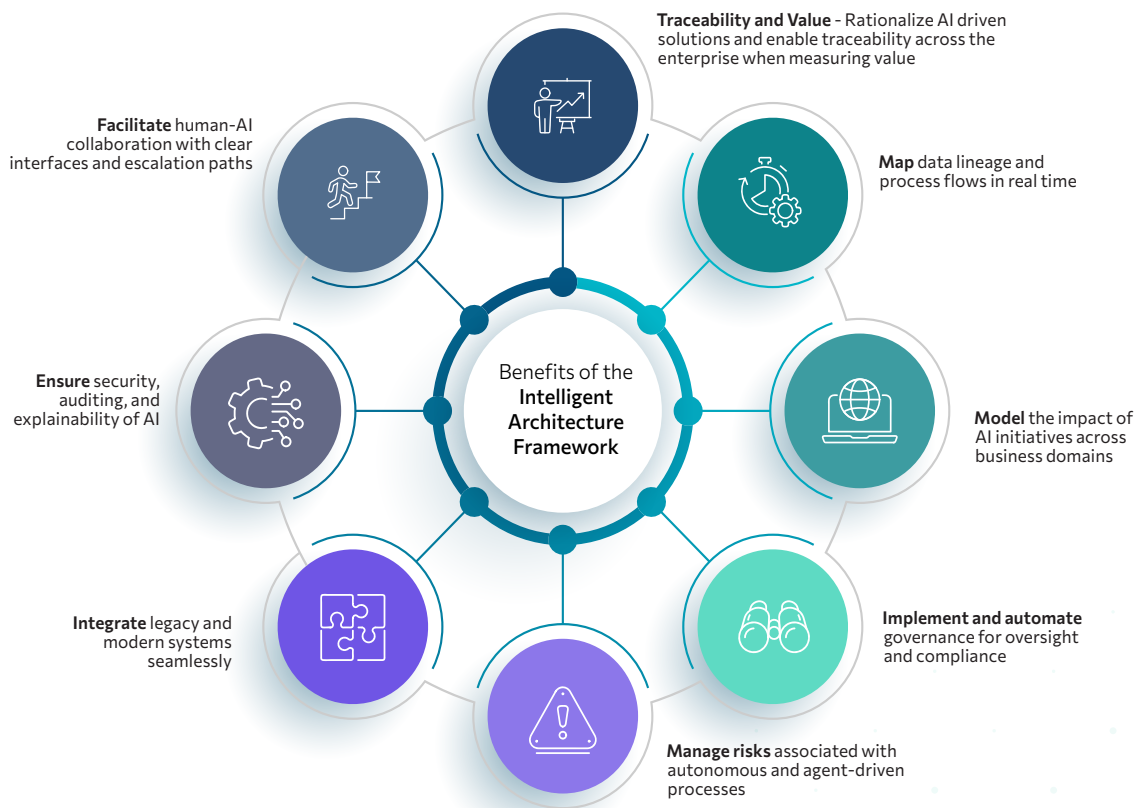 Traceability and Value - Rationalize AI driven
solutions and enable traceability across the
enterprise when measuring value
Map data lineage and
process flows in real time
Model the impact of
AI initiatives across
business domains
Implement and automate
governance for oversight
and compliance
Manage risks associated with
autonomous and agent-driven
processes
Integrate legacy and
modern systems
seamlessly
Ensure security,
auditing, and
explainability of AI
Facilitate human-AI
collaboration with clear
interfaces and escalation paths
Benefits of the
Intelligent
Architecture
Framework